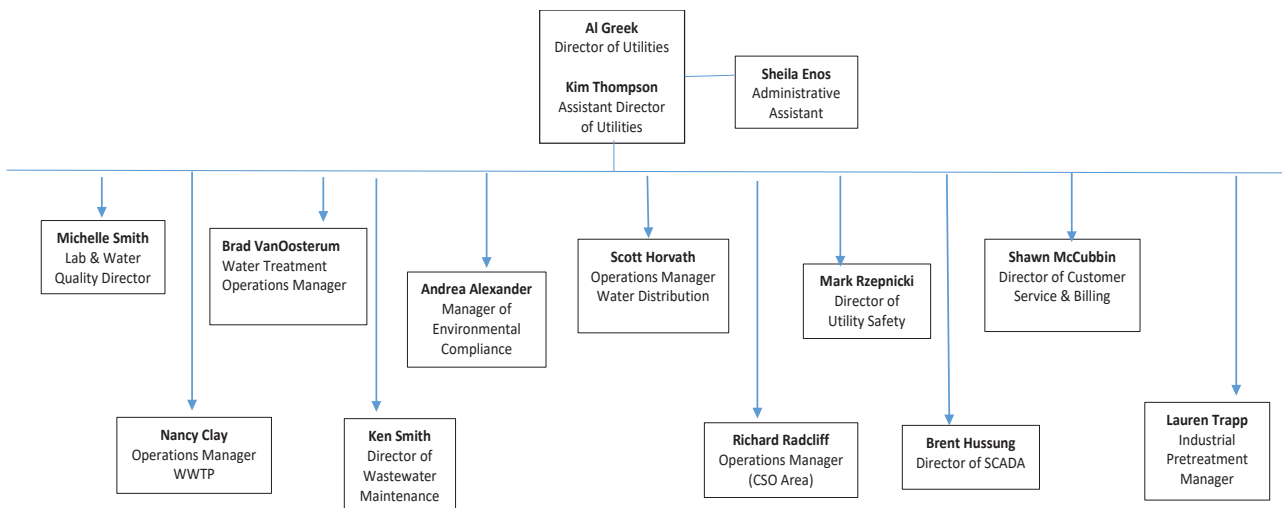 Al Greek
Director of Utilities
Kim Thompson
Assistant Director
of Utilities
Sheila Enos
Administrative
Assistant
Michelle Smith
Lab & Water
Quality Director
Brad VanOosterum
Water Treatment
Operations Manager
Andrea Alexander
Manager of
Environmental
Compliance
Scott Horvath
Operations Manager
Water Distribution
Mark Rzepnicki
Director of
Utility Safety
Shawn McCubbin
Director of Customer
Service & Billing
Nancy Clay
Operations Manager
WWTP
Ken Smith
Director of
Wastewater
Maintenance
Richard Radcliff
Operations Manager
(CSO Area)
Brent Hussung
Director of SCADA
Lauren Trapp
Industrial
Pretreatment
Manager